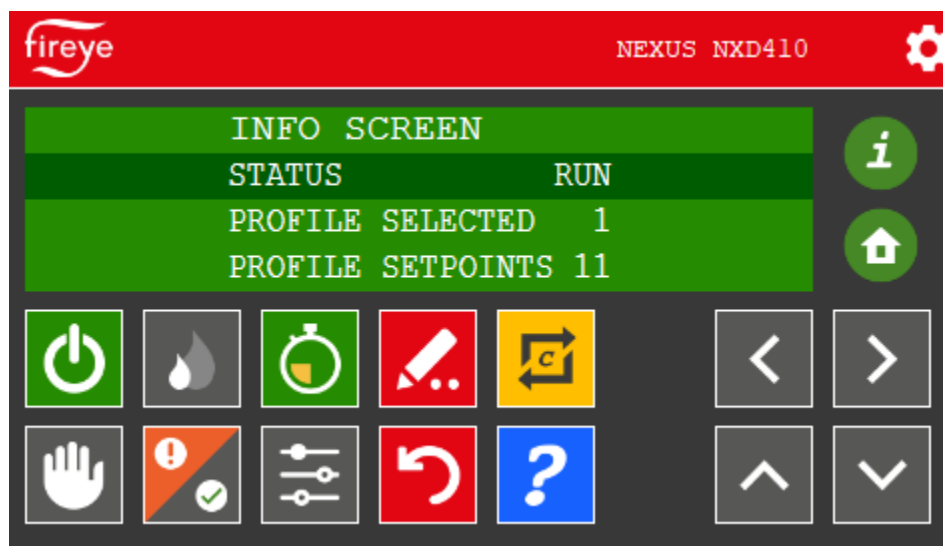 fireye
NEXUS NXD410
INFO SCREEN
STATUS RUN
PROFILE SELECTED 1
PROFILE SETPOINTS 11
i
C
?